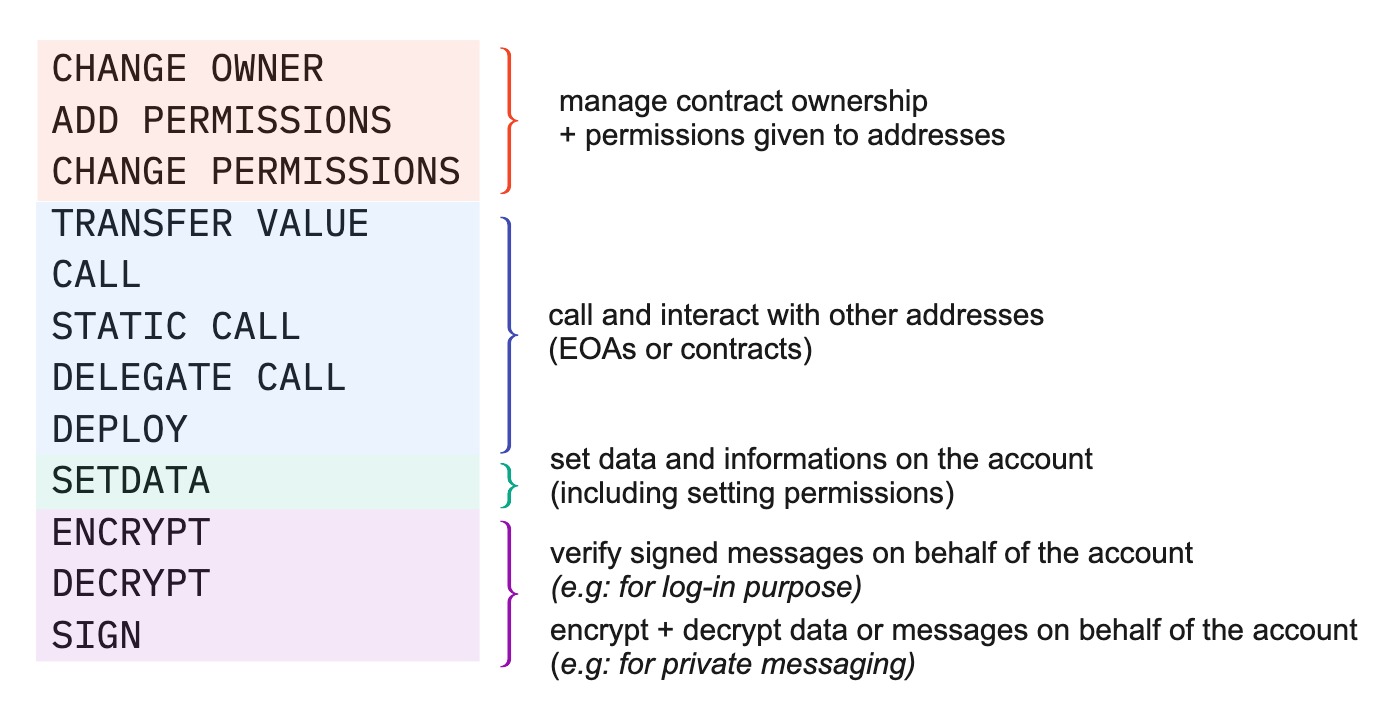 CHANGE OWNER
ADD PERMISSIONS
CHANGE PERMISSIONS
manage contract ownership
+ permissions given to addresses
TRANSFER VALUE
CALL
STATIC CALL
DELEGATE CALL
DEPLOY
call and interact with other addresses
(EOAs or contracts)
SETDATA
set data and informations on the account
(including setting permissions)
ENCRYPT
DECRYPT
SIGN
verify signed messages on behalf of the account
(e.g: for log-in purpose)
encrypt + decrypt data or messages on behalf of the account
(e.g: for private messaging)